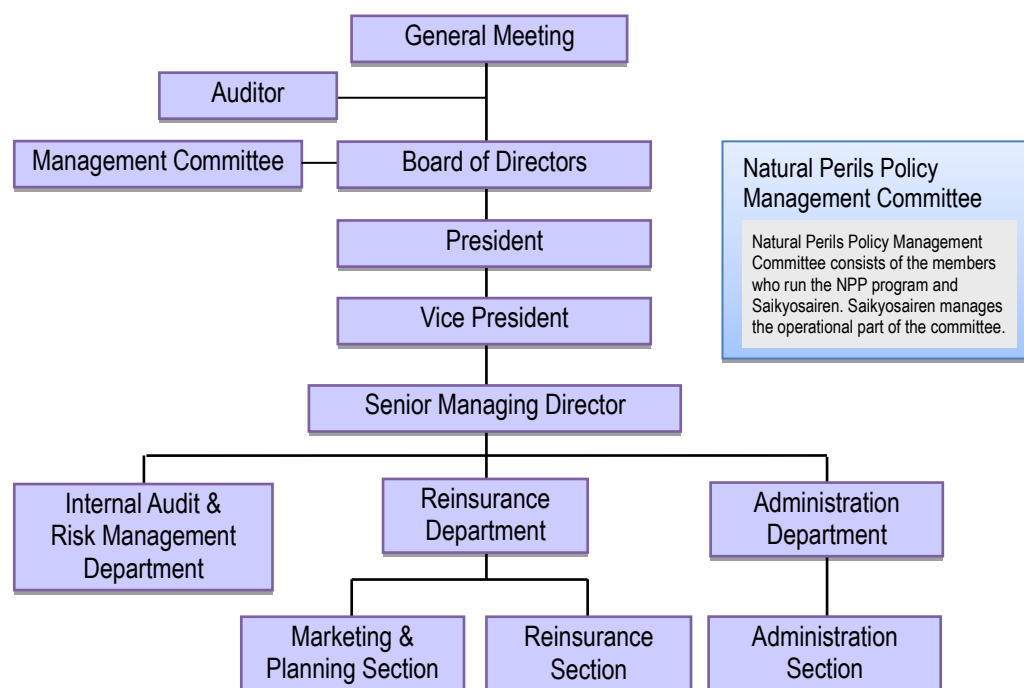 General Meeting
Auditor
Management Committee
Board of Directors
Natural Perils Policy
Management Committee
Natural Perils Policy Management
Committee consists of the members
who run the NPP program and
Saikyosairen. Saikyosairen manages
the operational part of the committee.
President
Vice President
Senior Managing Director
Internal Audit &
Risk Management
Department
Reinsurance
Department
Administration
Department
Marketing &
Planning Section
Reinsurance
Section
Administration
Section